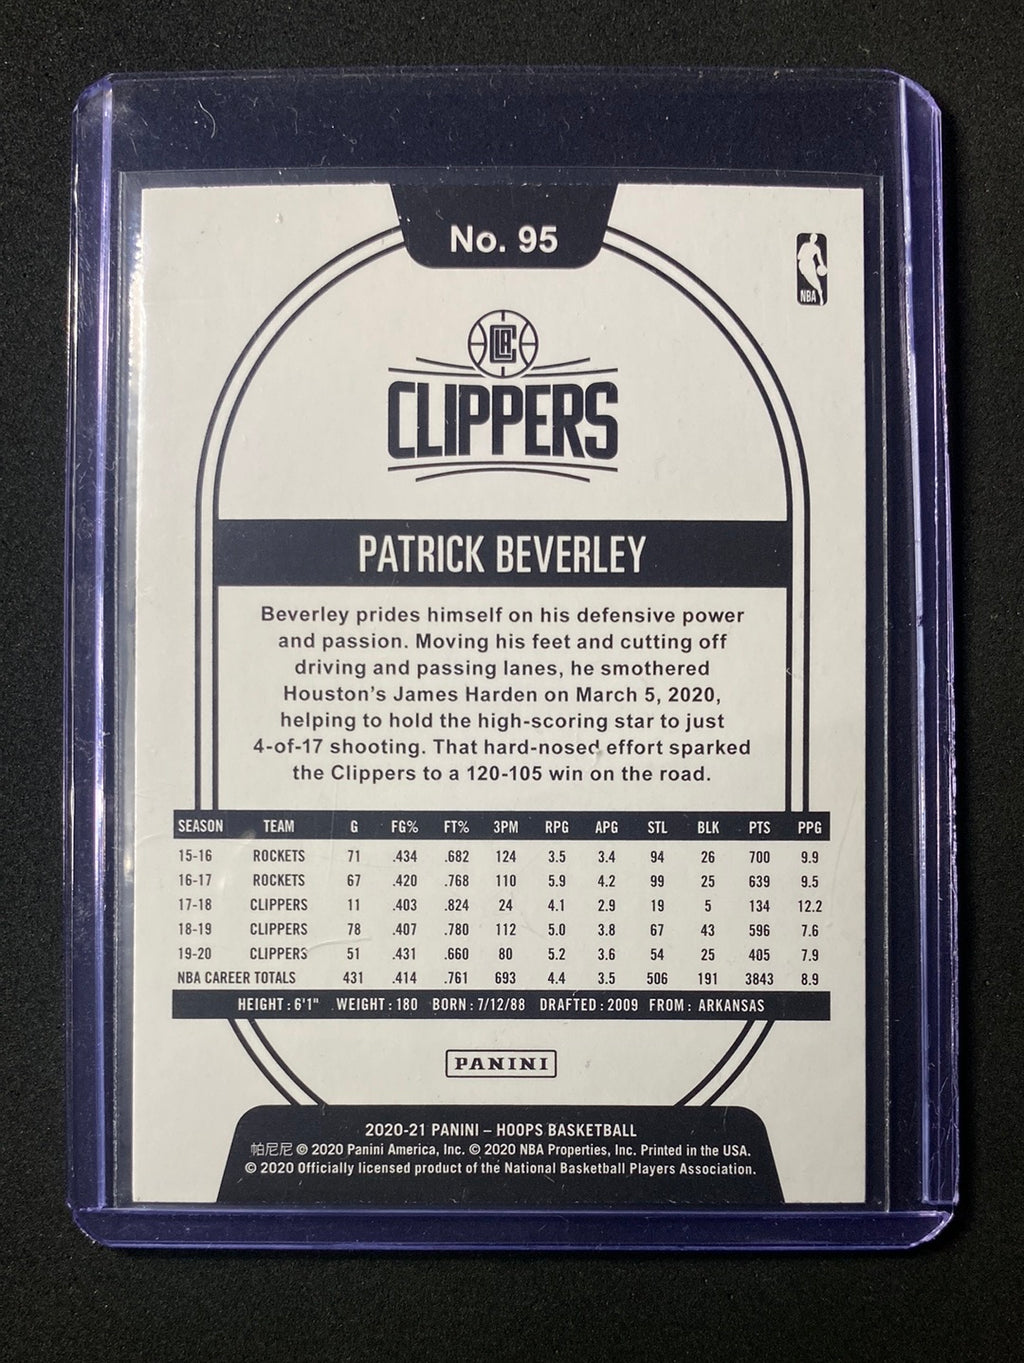 No. 95
NBA
LAC
CLIPPERS
PATRICK BEVERLEY
Beverley prides himself on his defensive power
and passion. Moving his feet and cutting off
driving and passing lanes, he smothered
Houston's James Harden on March 5, 2020,
helping to hold the high-scoring star to just
4-of-17 shooting. That hard-nosed effort sparked
the Clippers to a 120-105 win on the road.
SEASON TEAM G FG% FT% 3PM RPG APG STL BLK PTS PPG
15-16 ROCKETS 71 .434 .682 124 3.5 3.4 94 26 700 9.9
16-17 ROCKETS 67 .420 .768 110 5.9 4.2 99 25 639 9.5
17-18 CLIPPERS 11 .403 .824 24 4.1 2.9 19 5 134 12.2
18-19 CLIPPERS 78 .407 .780 112 5.0 3.8 67 43 596 7.6
19-20 CLIPPERS 51 .431 .660 80 5.2 3.6 54 25 405 7.9
NBA CAREER TOTALS 431 .414 .761 693 4.4 3.5 506 191 3843 8.9
HEIGHT: 6'1" WEIGHT: 180 BORN: 7/12/88 DRAFTED: 2009 FROM: ARKANSAS
PANINI
2020-21 PANINI – HOOPS BASKETBALL
帕尼尼 © 2020 Panini America, Inc. © 2020 NBA Properties, Inc. Printed in the USA.
© 2020 Officially licensed product of the National Basketball Players Association.